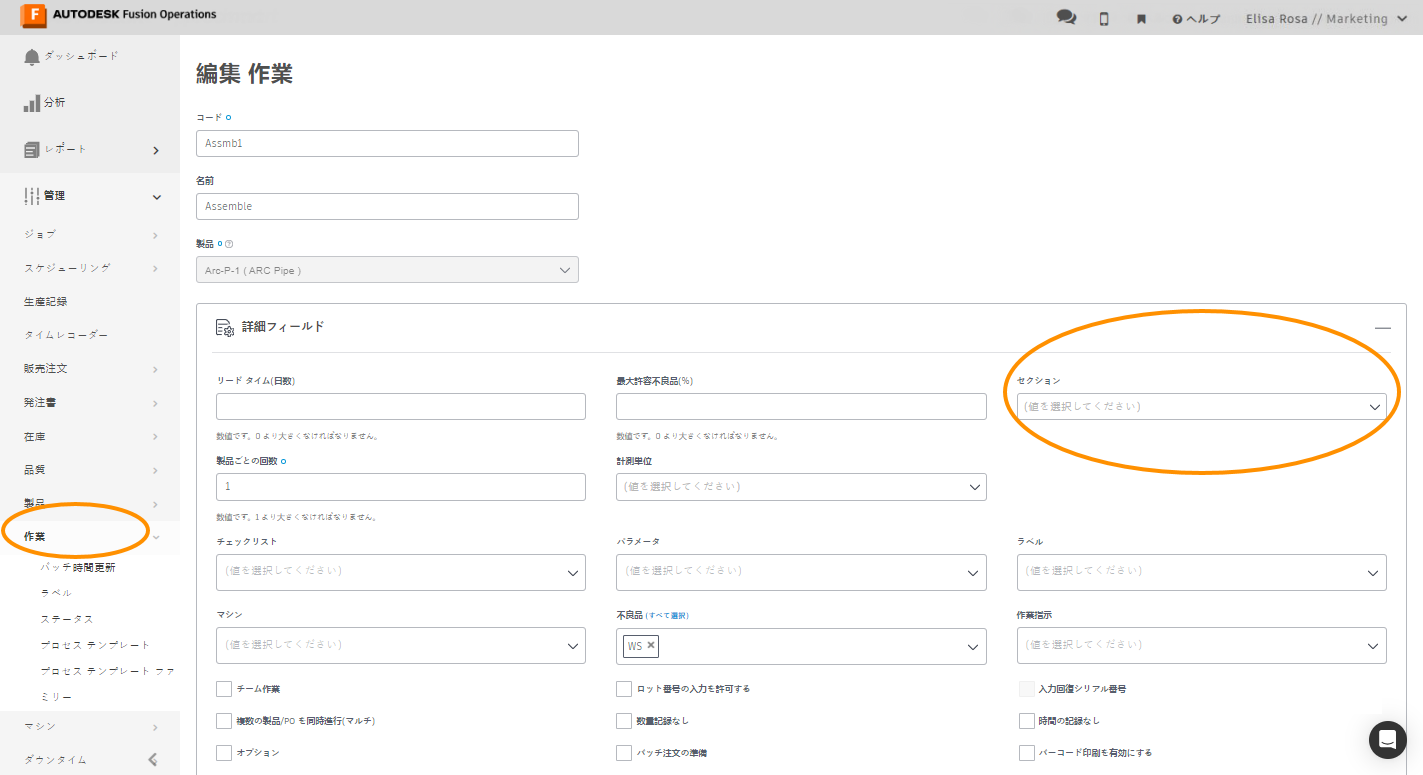 AUTODESK Fusion Operations
ヘルプ
Elisa Rosa // Marketing
ダッシュボード
分析
レポート
管理
ジョブ
スケジューリング
生産記録
タイムレコーダー
販売注文
発注書
在庫
品質
製品
作業
バッチ時間更新
ラベル
ステータス
プロセス テンプレート
プロセス テンプレート ファ
ミリー
マシン
ダウンタイム
編集 作業
コード
Assmb1
名前
Assemble
製品
Arc-P-1 ( ARC Pipe )
詳細フィールド
リード タイム(日数)
最大許容不良品(%)
セクション
(値を選択してください)
数値です。0 より大きくなければなりません。
数値です。0 より大きくなければなりません。
製品ごとの回数
計測単位
1
(値を選択してください)
数値です。1 より大きくなければなりません。
チェックリスト
パラメータ
ラベル
(値を選択してください)
(値を選択してください)
(値を選択してください)
マシン
不良品 (すべて選択)
作業指示
(値を選択してください)
WS
(値を選択してください)
チーム作業
ロット番号の入力を許可する
入力回復シリアル番号
複数の製品/PO を同時進行(マルチ)
数量記録なし
時間の記録なし
オプション
バッチ注文の準備
バーコード印刷を有効にする